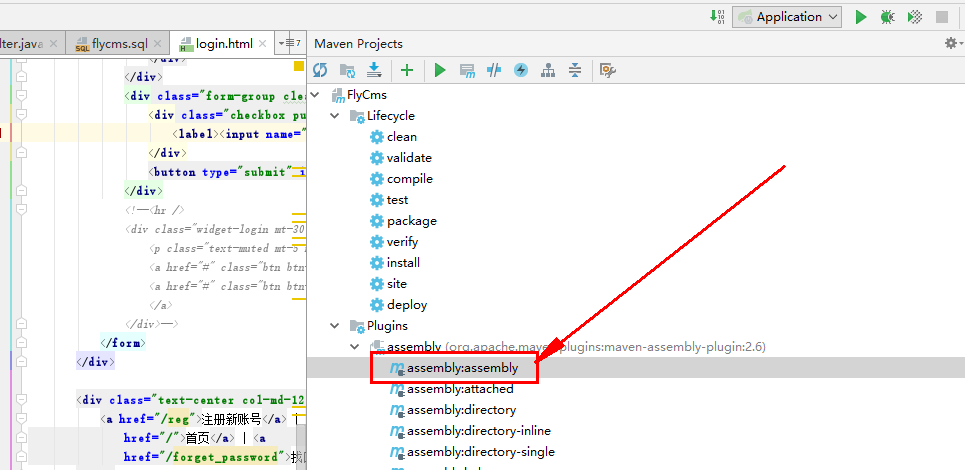 Application
lter.java
flycms.sql
login.html
7
Maven Projects
</div>
</div>
<div class="form-group clea
<div class="checkbox pu
<label><input name="
</div>
<button type="submit"
</div>
<!--<hr />
<div class="widget-login mt-30
<p class="text-muted mt-5
<a href="#" class="btn btn
<a href="#" class="btn btn
</a>
</div>-->
</form>
</div>
<div class="text-center col-md-12
<a href="/reg">注册新账号</a> |
href="/">首页</a> | <a
href="/forget_password">找
FlyCms
Lifecycle
clean
validate
compile
test
package
verify
install
site
deploy
Plugins
assembly (org.apache.maven.plugins:maven-assembly-plugin:2.6)
assembly:assembly
assembly:attached
assembly:directory
assembly:directory-inline
assembly:directory-single